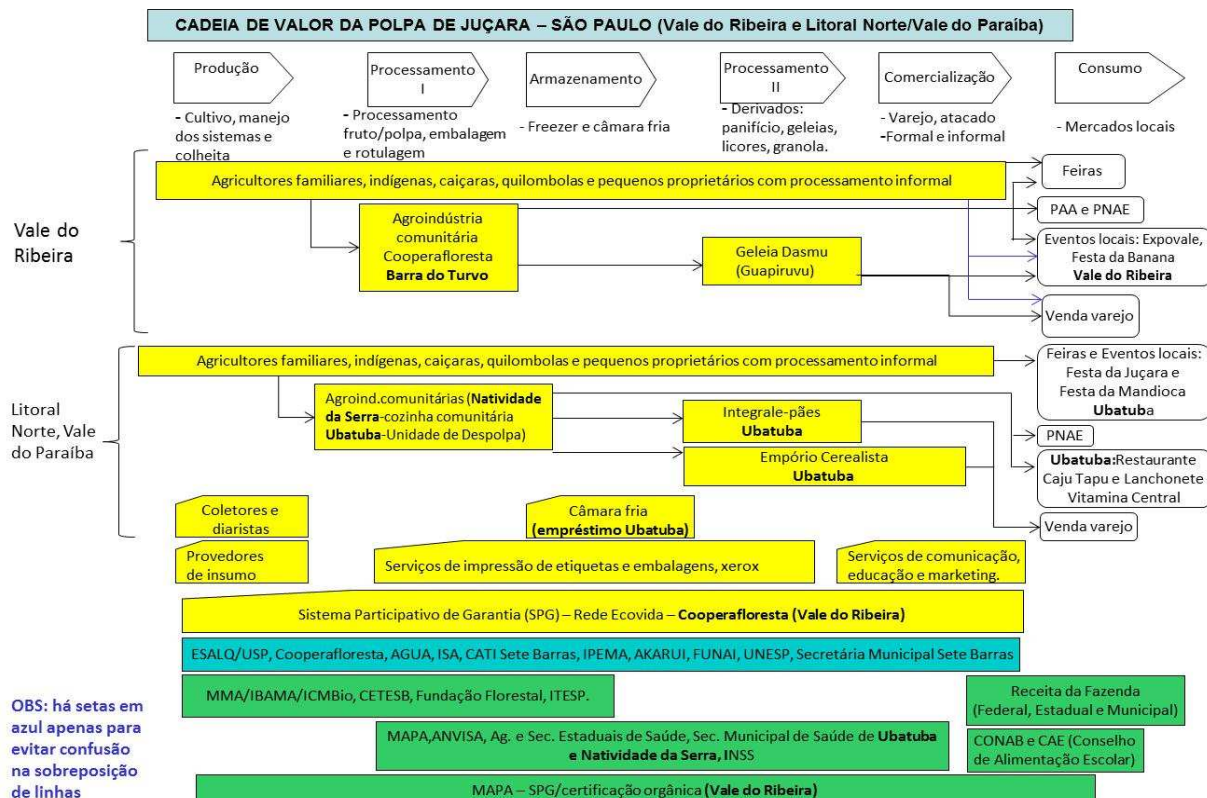 CADEIA DE VALOR DA POLPA DE JUÇARA – SÃO PAULO (Vale do Ribeira e Litoral Norte/Vale do Paraíba)
Produção
Processamento
I
Armazenamento
Processamento
II
Comercialização
Consumo
- Cultivo, manejo
dos sistemas e
colheita
- Processamento
fruto/polpa, embalagem
e rotulagem
- Freezer e câmara fria
- Derivados:
panifício, geleias,
licores, granola.
- Varejo, atacado
-Formal e informal
- Mercados locais
Vale do
Ribeira
Agricultores familiares, indígenas, caiçaras, quilombolas e pequenos proprietários com processamento informal
Agroindústria
comunitária
Cooperafloresta
Barra do Turvo
Geleia Dasmu
(Guapiruvu)
Feiras
PAA e PNAE
Eventos locais: Expovale,
Festa da Banana
Vale do Ribeira
Venda varejo
Litoral
Norte, Vale
do Paraíba
Agricultores familiares, indígenas, caiçaras, quilombolas e pequenos proprietários com processamento informal
Agroind.comunitárias (Natividade
da Serra-cozinha comunitária
Ubatuba-Unidade de Despolpa)
Integrale-pães
Ubatuba
Empório Cerealista
Ubatuba
Feiras e Eventos locais:
Festa da Juçara e
Festa da Mandioca
Ubatuba
PNAE
Ubatuba:Restaurante
Caju Tapu e Lanchonete
Vitamina Central
Venda varejo
Coletores e
diaristas
Câmara fria
(empréstimo Ubatuba)
Provedores
de insumo
Serviços de impressão de etiquetas e embalagens, xerox
Serviços de comunicação,
educação e marketing.
Sistema Participativo de Garantia (SPG) – Rede Ecovida – Cooperafloresta (Vale do Ribeira)
ESALQ/USP, Cooperafloresta, AGUA, ISA, CATI Sete Barras, IPEMA, AKARUI, FUNAI, UNESP, Secretária Municipal Sete Barras
MMA/IBAMA/ICMBio, CETESB, Fundação Florestal, ITESP.
Receita da Fazenda
(Federal, Estadual e Municipal)
MAPA,ANVISA, Ag. e Sec. Estaduais de Saúde, Sec. Municipal de Saúde de Ubatuba
e Natividade da Serra, INSS
CONAB e CAE (Conselho
de Alimentação Escolar)
MAPA – SPG/certificação orgânica (Vale do Ribeira)
OBS: há setas em
azul apenas para
evitar confusão
na sobreposição
de linhas